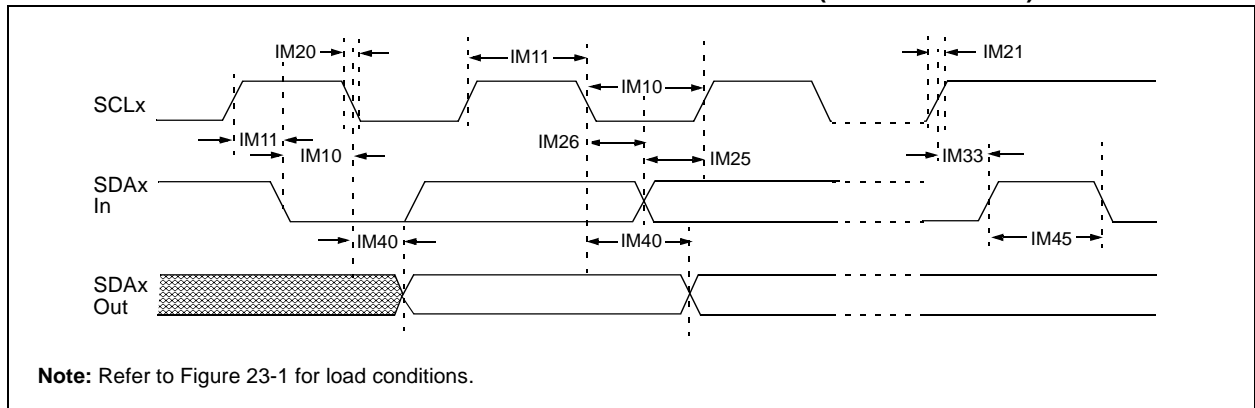 IM20
IM11
IM21
IM10
SCLx
IM11
IM26
IM10
IM25
IM33
SDAx
In
IM40
IM40
IM45
SDAx
Out
Note: Refer to Figure 23-1 for load conditions.